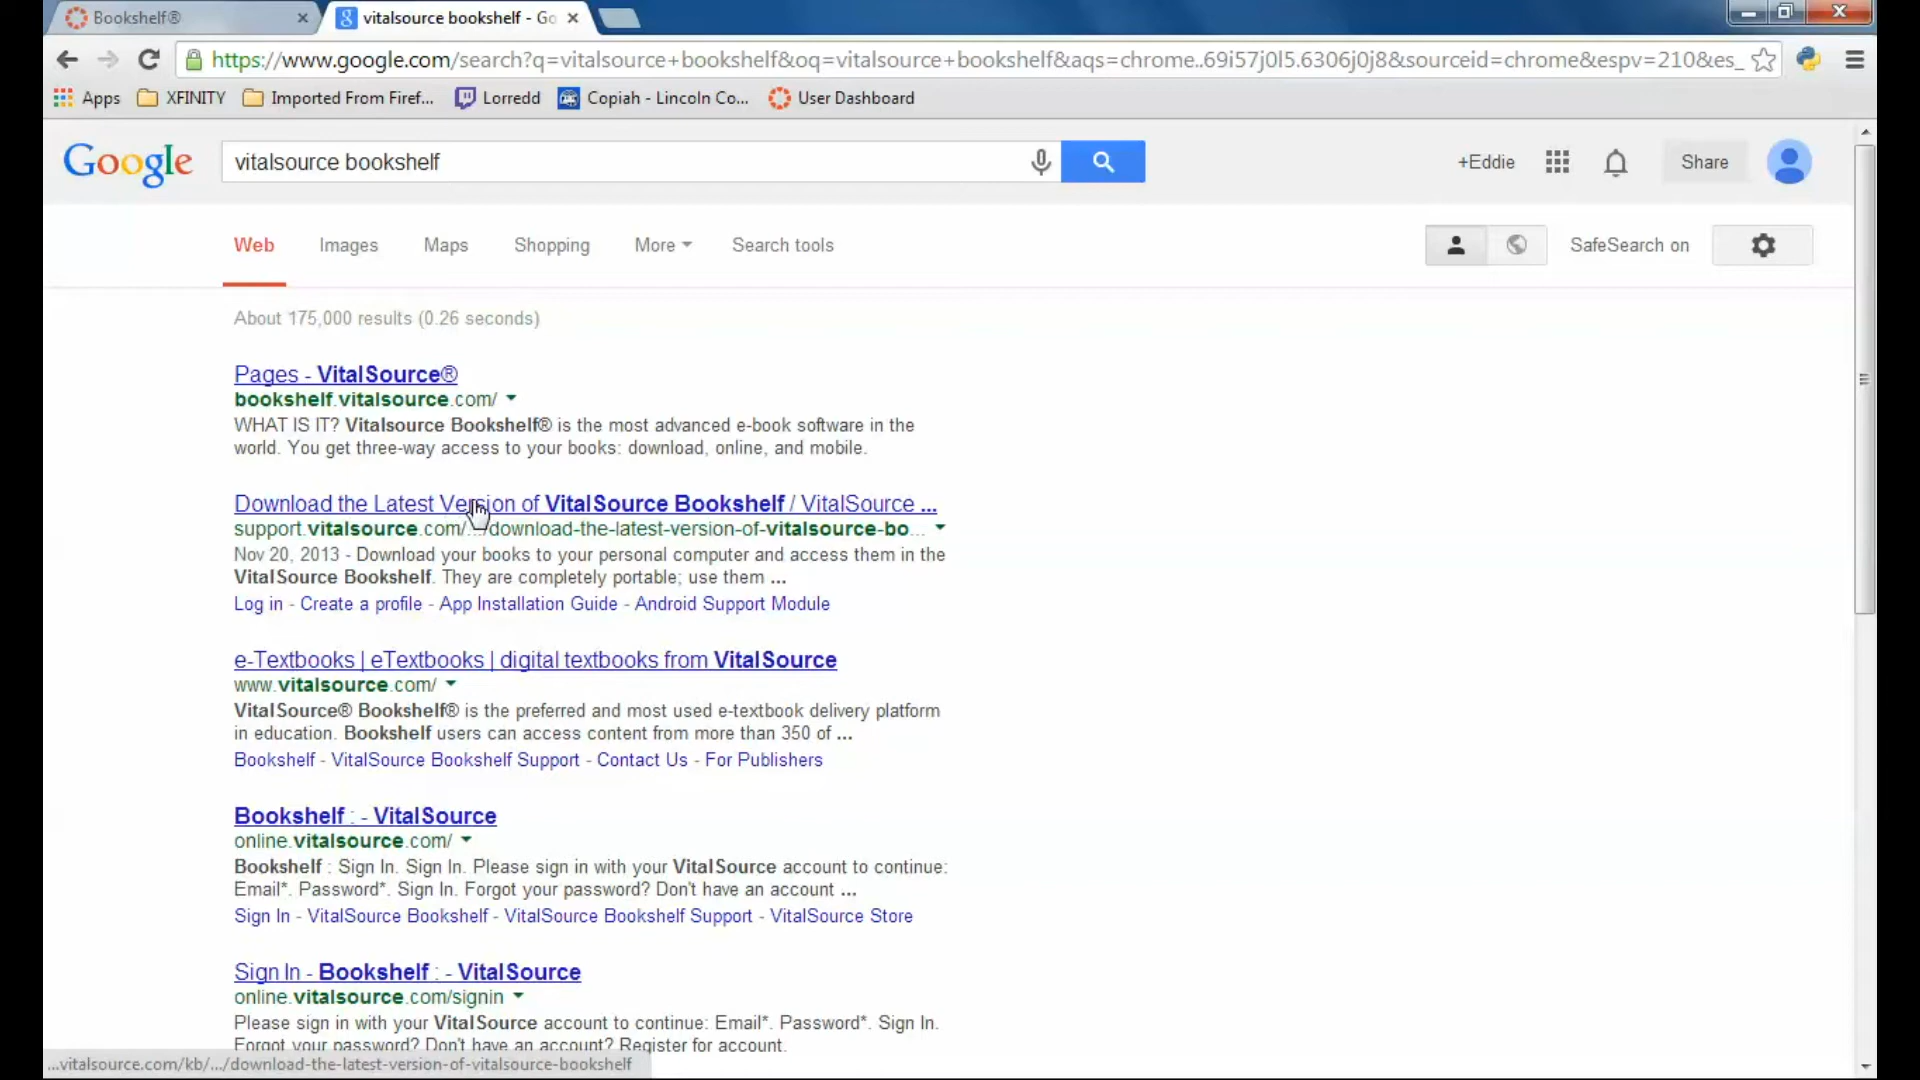 Bookshelf®
vitalsource bookshelf - Go
https://www.google.com/search?q=vitalsource+bookshelf&oq=vitalsource+bookshelf&aqs=chrome..69i57j0l5.6306j0j8&sourceid=chrome&espv=210&es_
Apps XFINITY Imported From Firef... Lorredd Copiah - Lincoln Co... User Dashboard
Google
vitalsource bookshelf
+Eddie
Share
Web Images Maps Shopping More Search tools
SafeSearch on
About 175,000 results (0.26 seconds)
Pages - VitalSource®
bookshelf.vitalsource.com/
WHAT IS IT? Vitalsource Bookshelf® is the most advanced e-book software in the
world. You get three-way access to your books: download, online, and mobile.
Download the Latest Version of VitalSource Bookshelf / VitalSource ...
support.vitalsource.com/.../download-the-latest-version-of-vitalsource-bo...
Nov 20, 2013 - Download your books to your personal computer and access them in the
VitalSource Bookshelf. They are completely portable; use them ...
Log in - Create a profile - App Installation Guide - Android Support Module
e-Textbooks | eTextbooks | digital textbooks from VitalSource
www.vitalsource.com/
VitalSource® Bookshelf® is the preferred and most used e-textbook delivery platform
in education. Bookshelf users can access content from more than 350 of ...
Bookshelf - VitalSource Bookshelf Support - Contact Us - For Publishers
Bookshelf : - VitalSource
online.vitalsource.com/
Bookshelf : Sign In. Sign In. Please sign in with your VitalSource account to continue:
Email*. Password*. Sign In. Forgot your password? Don't have an account ...
Sign In - VitalSource Bookshelf - VitalSource Bookshelf Support - VitalSource Store
Sign In - Bookshelf : - VitalSource
online.vitalsource.com/signin
Please sign in with your VitalSource account to continue: Email*. Password*. Sign In.
Forgot your password? Don't have an account? Register for account.
...vitalsource.com/kb/.../download-the-latest-version-of-vitalsource-bookshelf